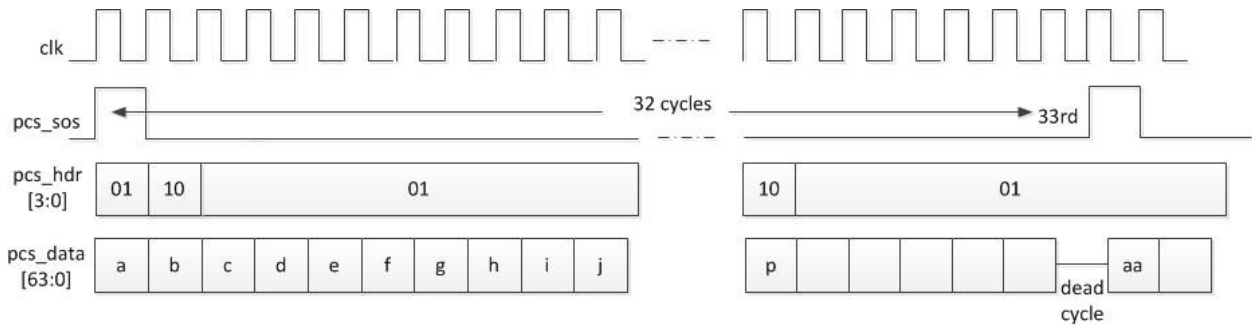 clk
pcs_sos
32 cycles
33rd
pcs_hdr
[3:0]
01 10 01 10 01
pcs_data
[63:0]
a b c d e f g h i j p aa
dead
cycle